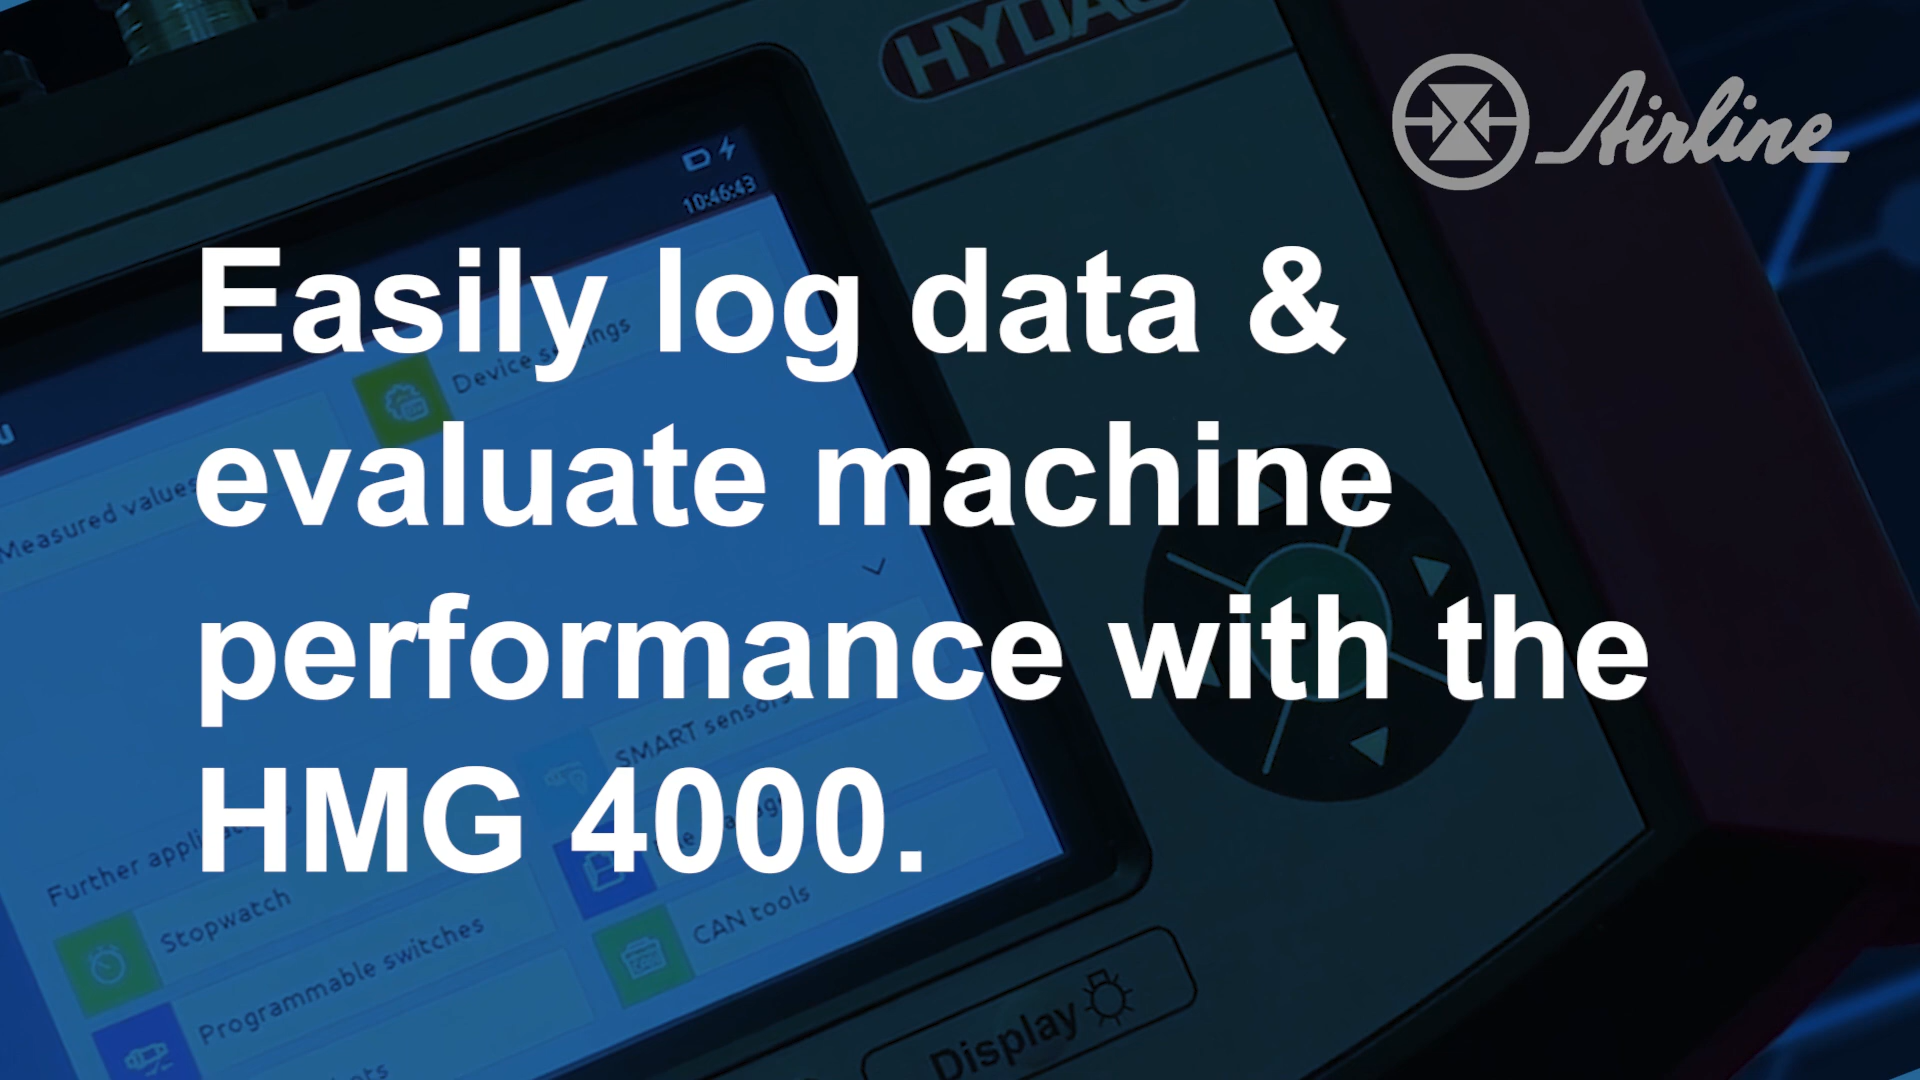 HYDAC
Airline
10:46:43
Easily log data &
evaluate machine
performance with the
HMG 4000.
Device settings
Measured values
SMART sensors
Further applications
Stopwatch
CAN tools
Programmable switches
Display